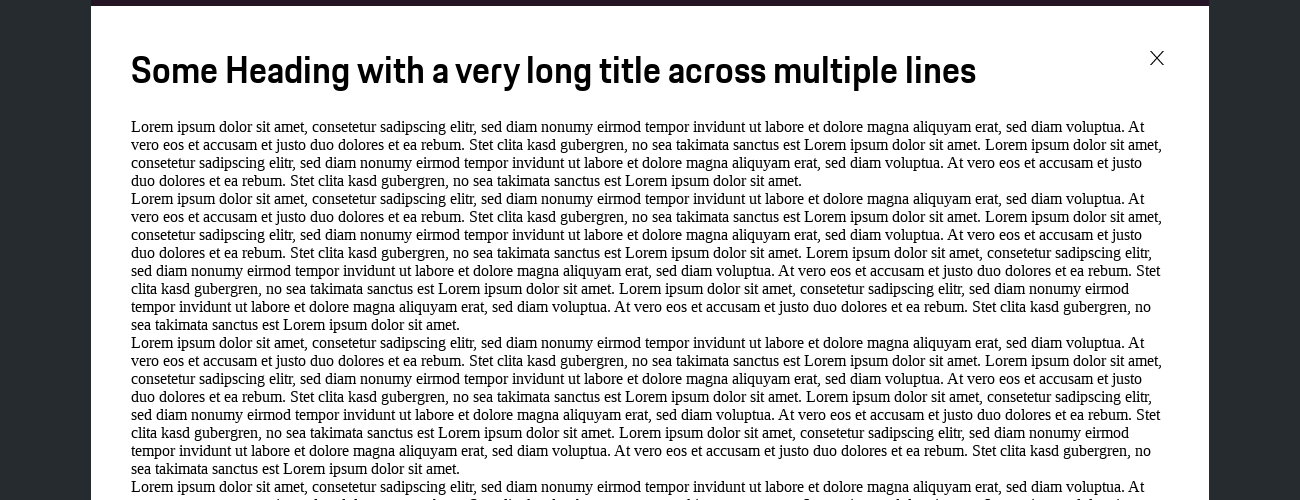 Some Heading with a very long title across multiple lines
Lorem ipsum dolor sit amet, consetetur sadipscing elitr, sed diam nonumy eirmod tempor invidunt ut labore et dolore magna aliquyam erat, sed diam voluptua. At
vero eos et accusam et justo duo dolores et ea rebum. Stet clita kasd gubergren, no sea takimata sanctus est Lorem ipsum dolor sit amet. Lorem ipsum dolor sit amet,
consetetur sadipscing elitr, sed diam nonumy eirmod tempor invidunt ut labore et dolore magna aliquyam erat, sed diam voluptua. At vero eos et accusam et justo
duo dolores et ea rebum. Stet clita kasd gubergren, no sea takimata sanctus est Lorem ipsum dolor sit amet.
Lorem ipsum dolor sit amet, consetetur sadipscing elitr, sed diam nonumy eirmod tempor invidunt ut labore et dolore magna aliquyam erat, sed diam voluptua. At
vero eos et accusam et justo duo dolores et ea rebum. Stet clita kasd gubergren, no sea takimata sanctus est Lorem ipsum dolor sit amet. Lorem ipsum dolor sit amet,
consetetur sadipscing elitr, sed diam nonumy eirmod tempor invidunt ut labore et dolore magna aliquyam erat, sed diam voluptua. At vero eos et accusam et justo
duo dolores et ea rebum. Stet clita kasd gubergren, no sea takimata sanctus est Lorem ipsum dolor sit amet. Lorem ipsum dolor sit amet, consetetur sadipscing elitr,
sed diam nonumy eirmod tempor invidunt ut labore et dolore magna aliquyam erat, sed diam voluptua. At vero eos et accusam et justo duo dolores et ea rebum. Stet
clita kasd gubergren, no sea takimata sanctus est Lorem ipsum dolor sit amet. Lorem ipsum dolor sit amet, consetetur sadipscing elitr, sed diam nonumy eirmod
tempor invidunt ut labore et dolore magna aliquyam erat, sed diam voluptua. At vero eos et accusam et justo duo dolores et ea rebum. Stet clita kasd gubergren, no
sea takimata sanctus est Lorem ipsum dolor sit amet.
Lorem ipsum dolor sit amet, consetetur sadipscing elitr, sed diam nonumy eirmod tempor invidunt ut labore et dolore magna aliquyam erat, sed diam voluptua. At
vero eos et accusam et justo duo dolores et ea rebum. Stet clita kasd gubergren, no sea takimata sanctus est Lorem ipsum dolor sit amet. Lorem ipsum dolor sit amet,
consetetur sadipscing elitr, sed diam nonumy eirmod tempor invidunt ut labore et dolore magna aliquyam erat, sed diam voluptua. At vero eos et accusam et justo
duo dolores et ea rebum. Stet clita kasd gubergren, no sea takimata sanctus est Lorem ipsum dolor sit amet. Lorem ipsum dolor sit amet, consetetur sadipscing elitr,
sed diam nonumy eirmod tempor invidunt ut labore et dolore magna aliquyam erat, sed diam voluptua. At vero eos et accusam et justo duo dolores et ea rebum. Stet
clita kasd gubergren, no sea takimata sanctus est Lorem ipsum dolor sit amet. Lorem ipsum dolor sit amet, consetetur sadipscing elitr, sed diam nonumy eirmod
tempor invidunt ut labore et dolore magna aliquyam erat, sed diam voluptua. At vero eos et accusam et justo duo dolores et ea rebum. Stet clita kasd gubergren, no
sea takimata sanctus est Lorem ipsum dolor sit amet.
Lorem ipsum dolor sit amet, consetetur sadipscing elitr, sed diam nonumy eirmod tempor invidunt ut labore et dolore magna aliquyam erat, sed diam voluptua. At